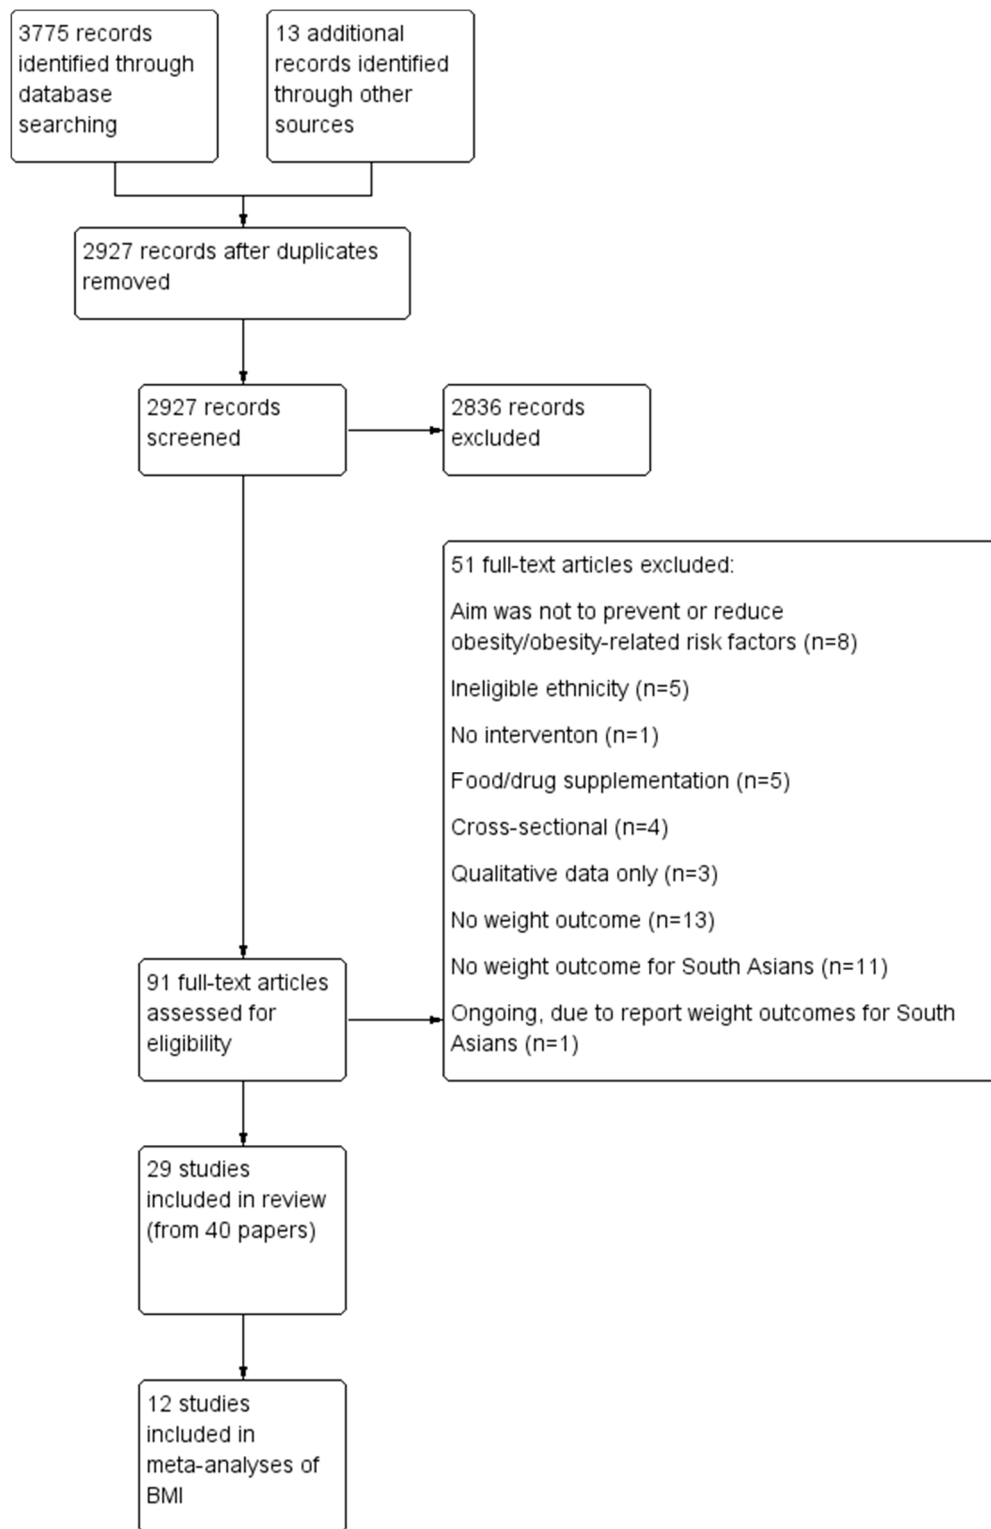 3775 records
identified through
database
searching
13 additional
records identified
through other
sources
2927 records after duplicates
removed
2927 records
screened
2836 records
excluded
51 full-text articles excluded:
Aim was not to prevent or reduce
obesity/obesity-related risk factors (n=8)
Ineligible ethnicity (n=5)
No interventon (n=1)
Food/drug supplementation (n=5)
Cross-sectional (n=4)
Qualitative data only (n=3)
No weight outcome (n=13)
No weight outcome for South Asians (n=11)
Ongoing, due to report weight outcomes for South
Asians (n=1)
91 full-text articles
assessed for
eligibility
29 studies
included in review
(from 40 papers)
12 studies
included in
meta-analyses of
BMI